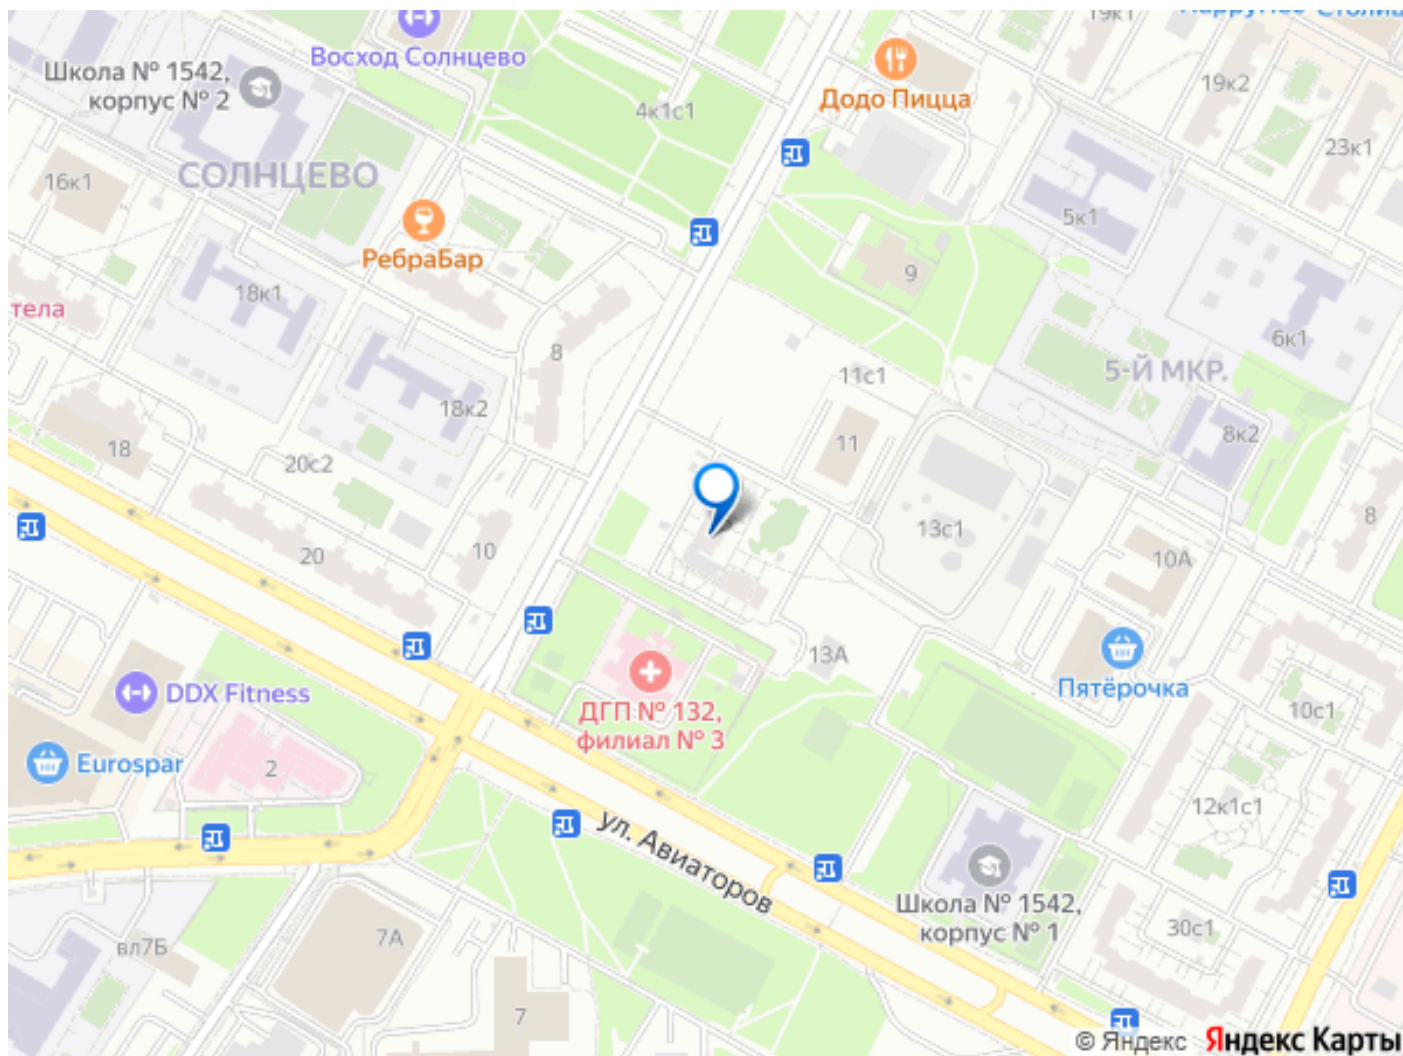 19к1
Восход Солнцево
Школа № 1542,
корпус № 2
Додо Пицца
19к2
4к1с1
23к1
СОЛНЦЕВО
16к1
5к1
РебраБар
9
18к1
тела
6к1
8
11с1
5-Й МКР.
18к2
11
8к2
18
20с2
8
13с1
10А
20
10
13А
Пятёрочка
DDX Fitness
ДГП № 132,
филиал № 3
10с1
Eurospar
2
12к1с1
ул. Авиаторов
Школа № 1542,
корпус № 1
30с1
7А
вл7Б
7
© Яндекс Яндекс Карты